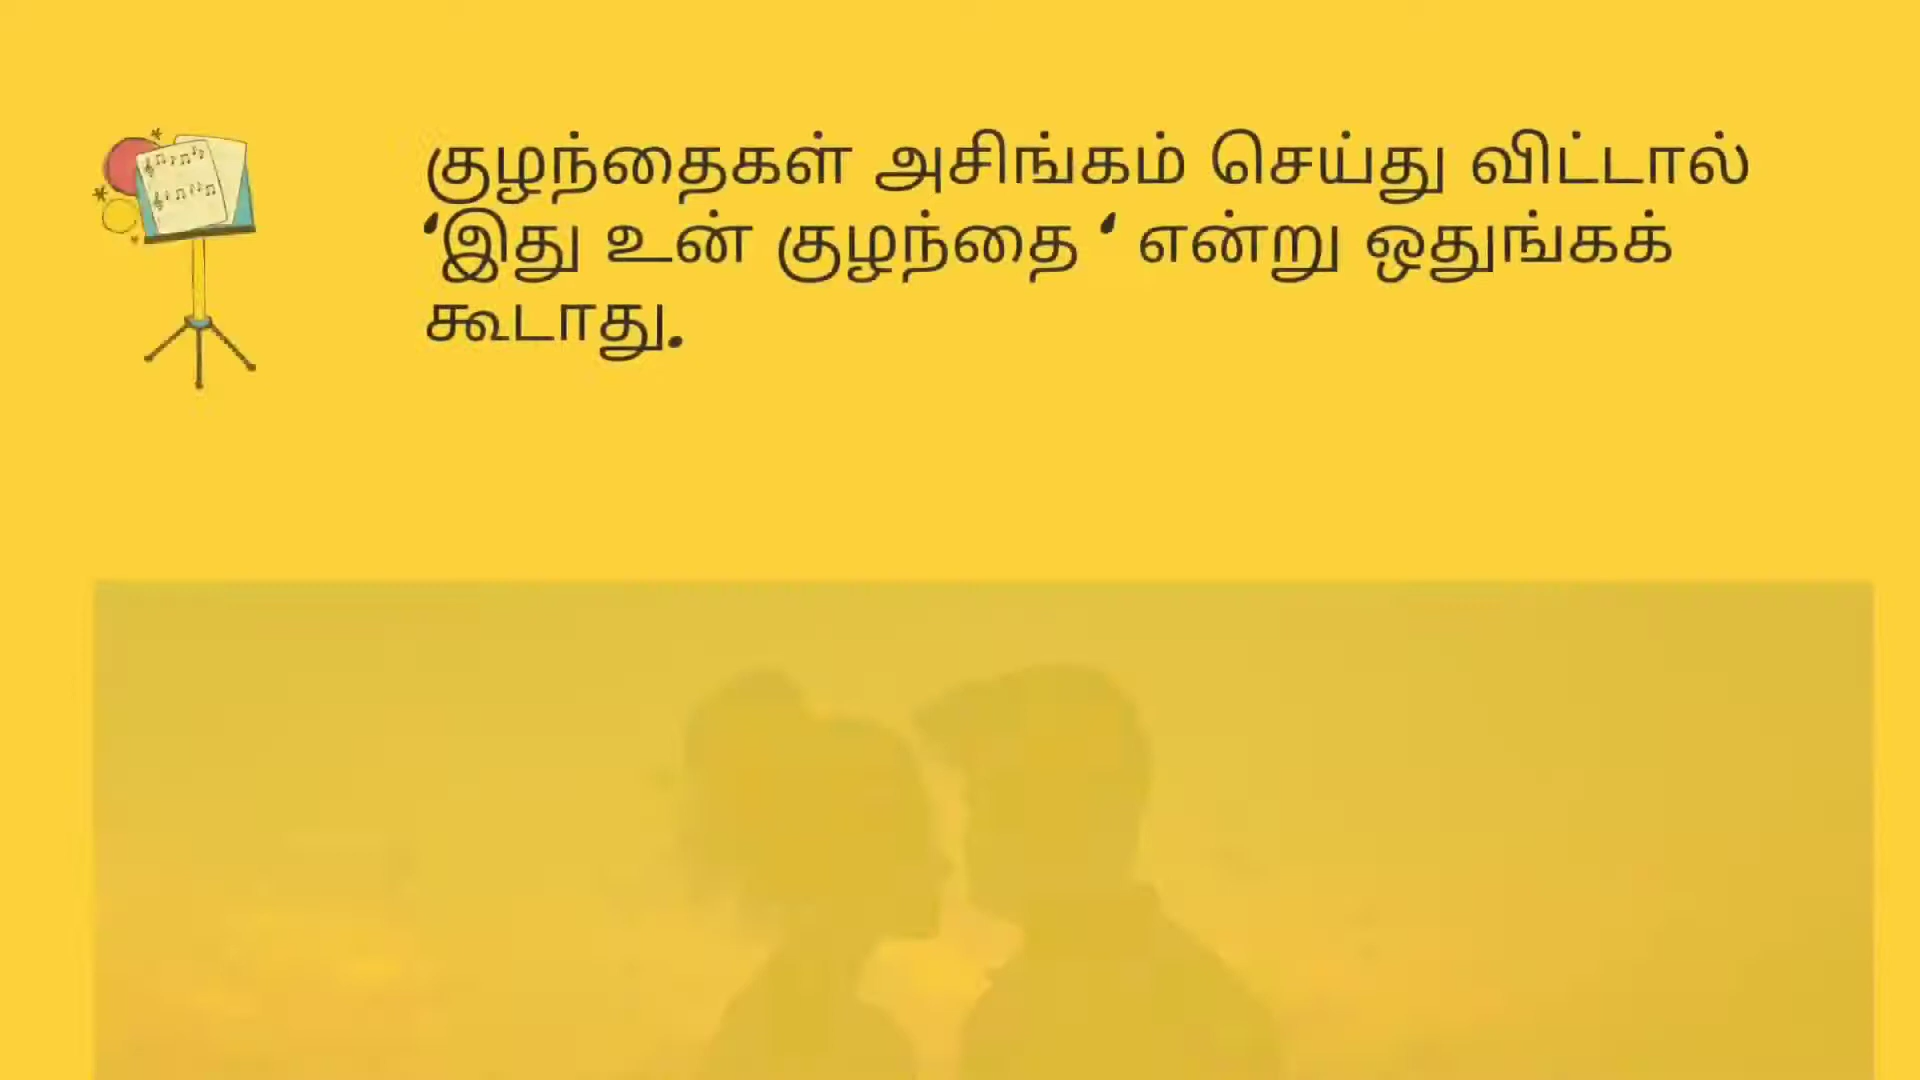 குழந்தைகள் அசிங்கம் செய்து விட்டால்
‘இது உன் குழந்தை ‘ என்று ஒதுங்கக்
கூடாது.